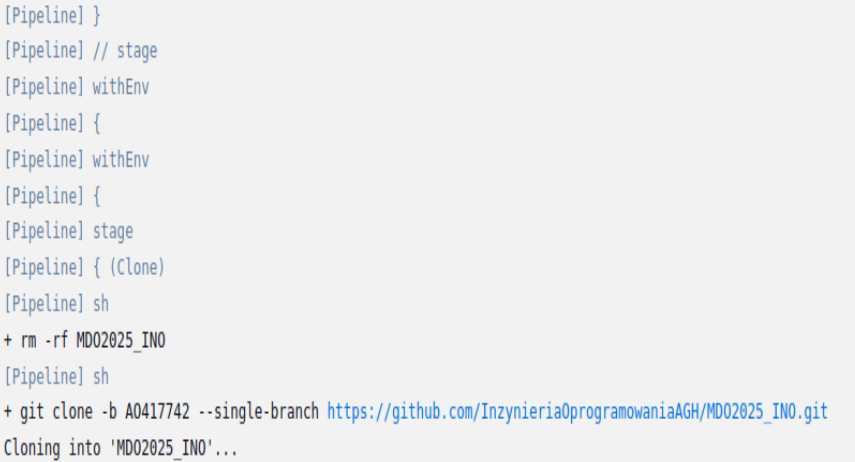 [Pipeline] }
[Pipeline] // stage
[Pipeline] withEnv
[Pipeline] {
[Pipeline] withEnv
[Pipeline] {
[Pipeline] stage
[Pipeline] { (Clone)
[Pipeline] sh
+ rm -rf MDO2025_INO
[Pipeline] sh
+ git clone -b AO417742 --single-branch https://github.com/InzynieriaOprogramowaniaAGH/MDO2025_INO.git
Cloning into 'MDO2025_INO'...